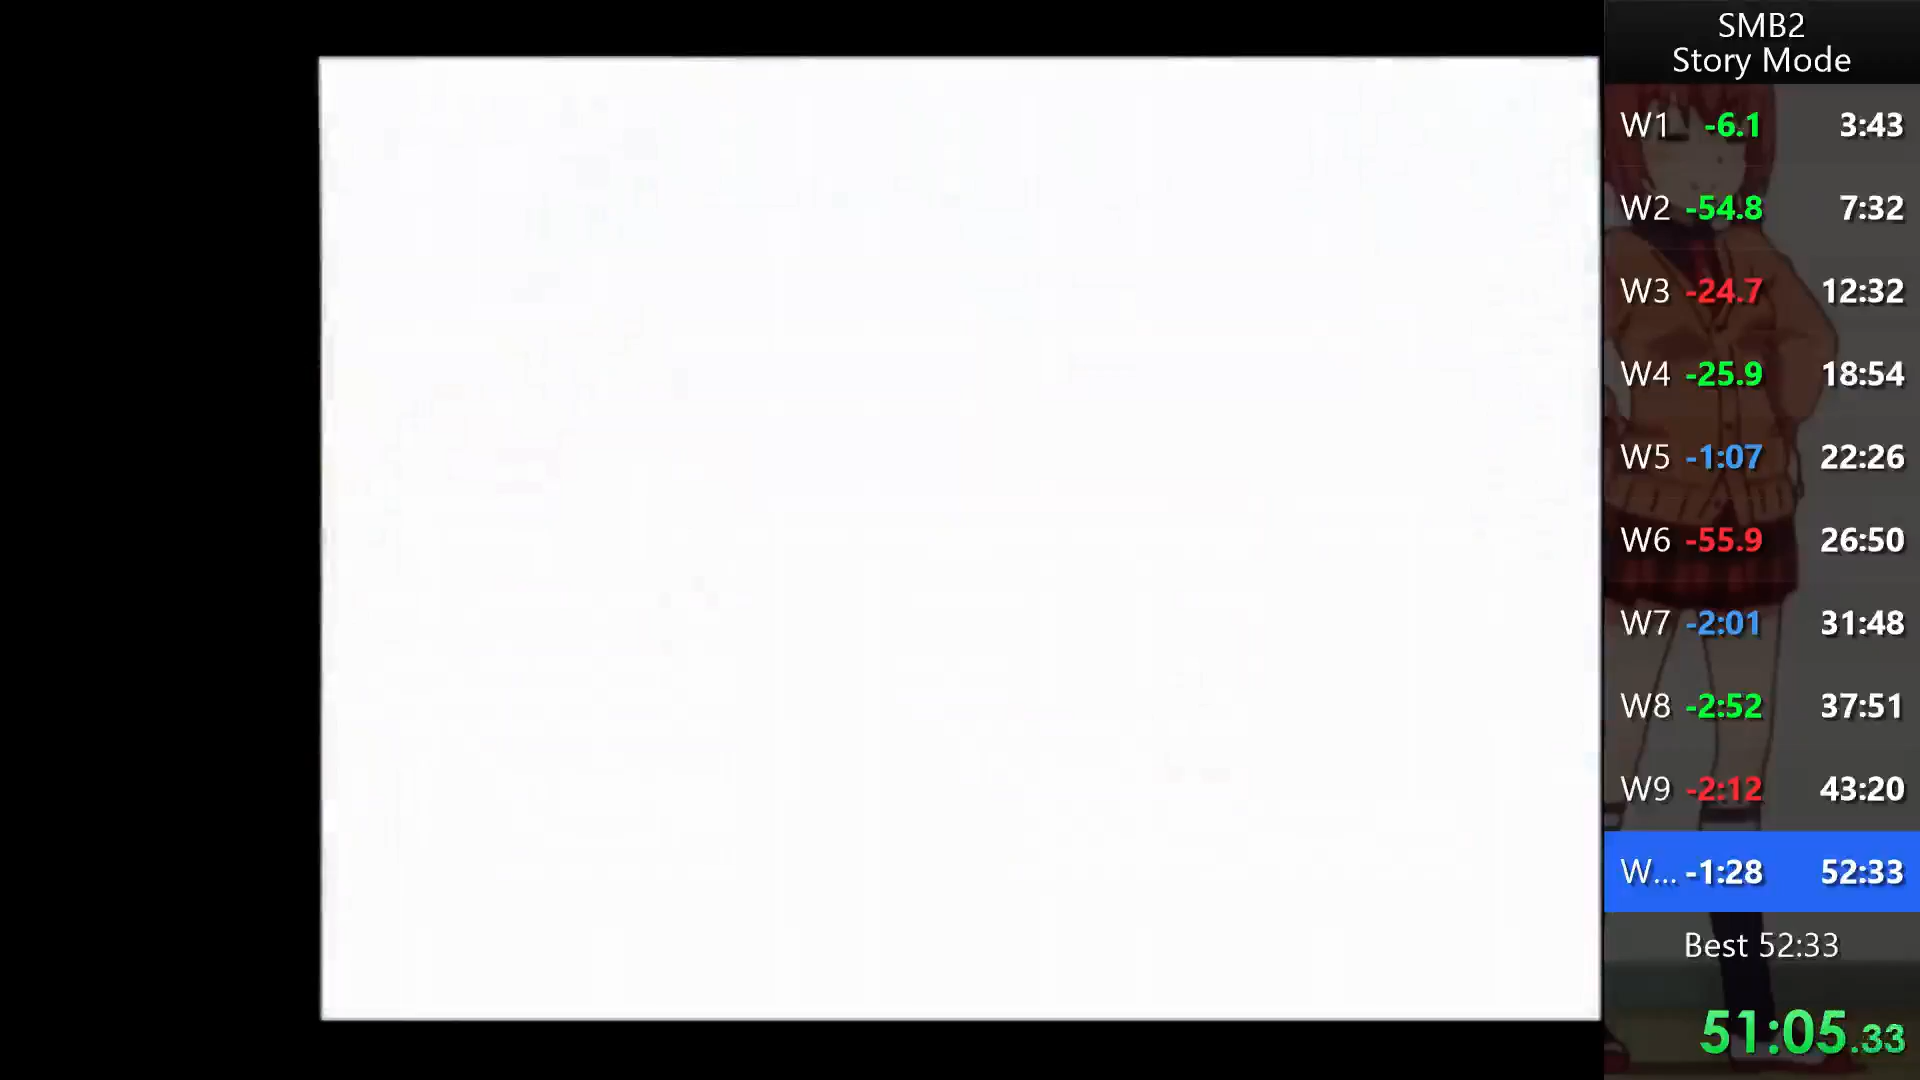 SMB2
Story Mode
W1 -6.1 3:43
W2 -54.8 7:32
W3 -24.7 12:32
W4 -25.9 18:54
W5 -1:07 22:26
W6 -55.9 26:50
W7 -2:01 31:48
W8 -2:52 37:51
W9 -2:12 43:20
W... -1:28 52:33
Best 52:33
51:05.33